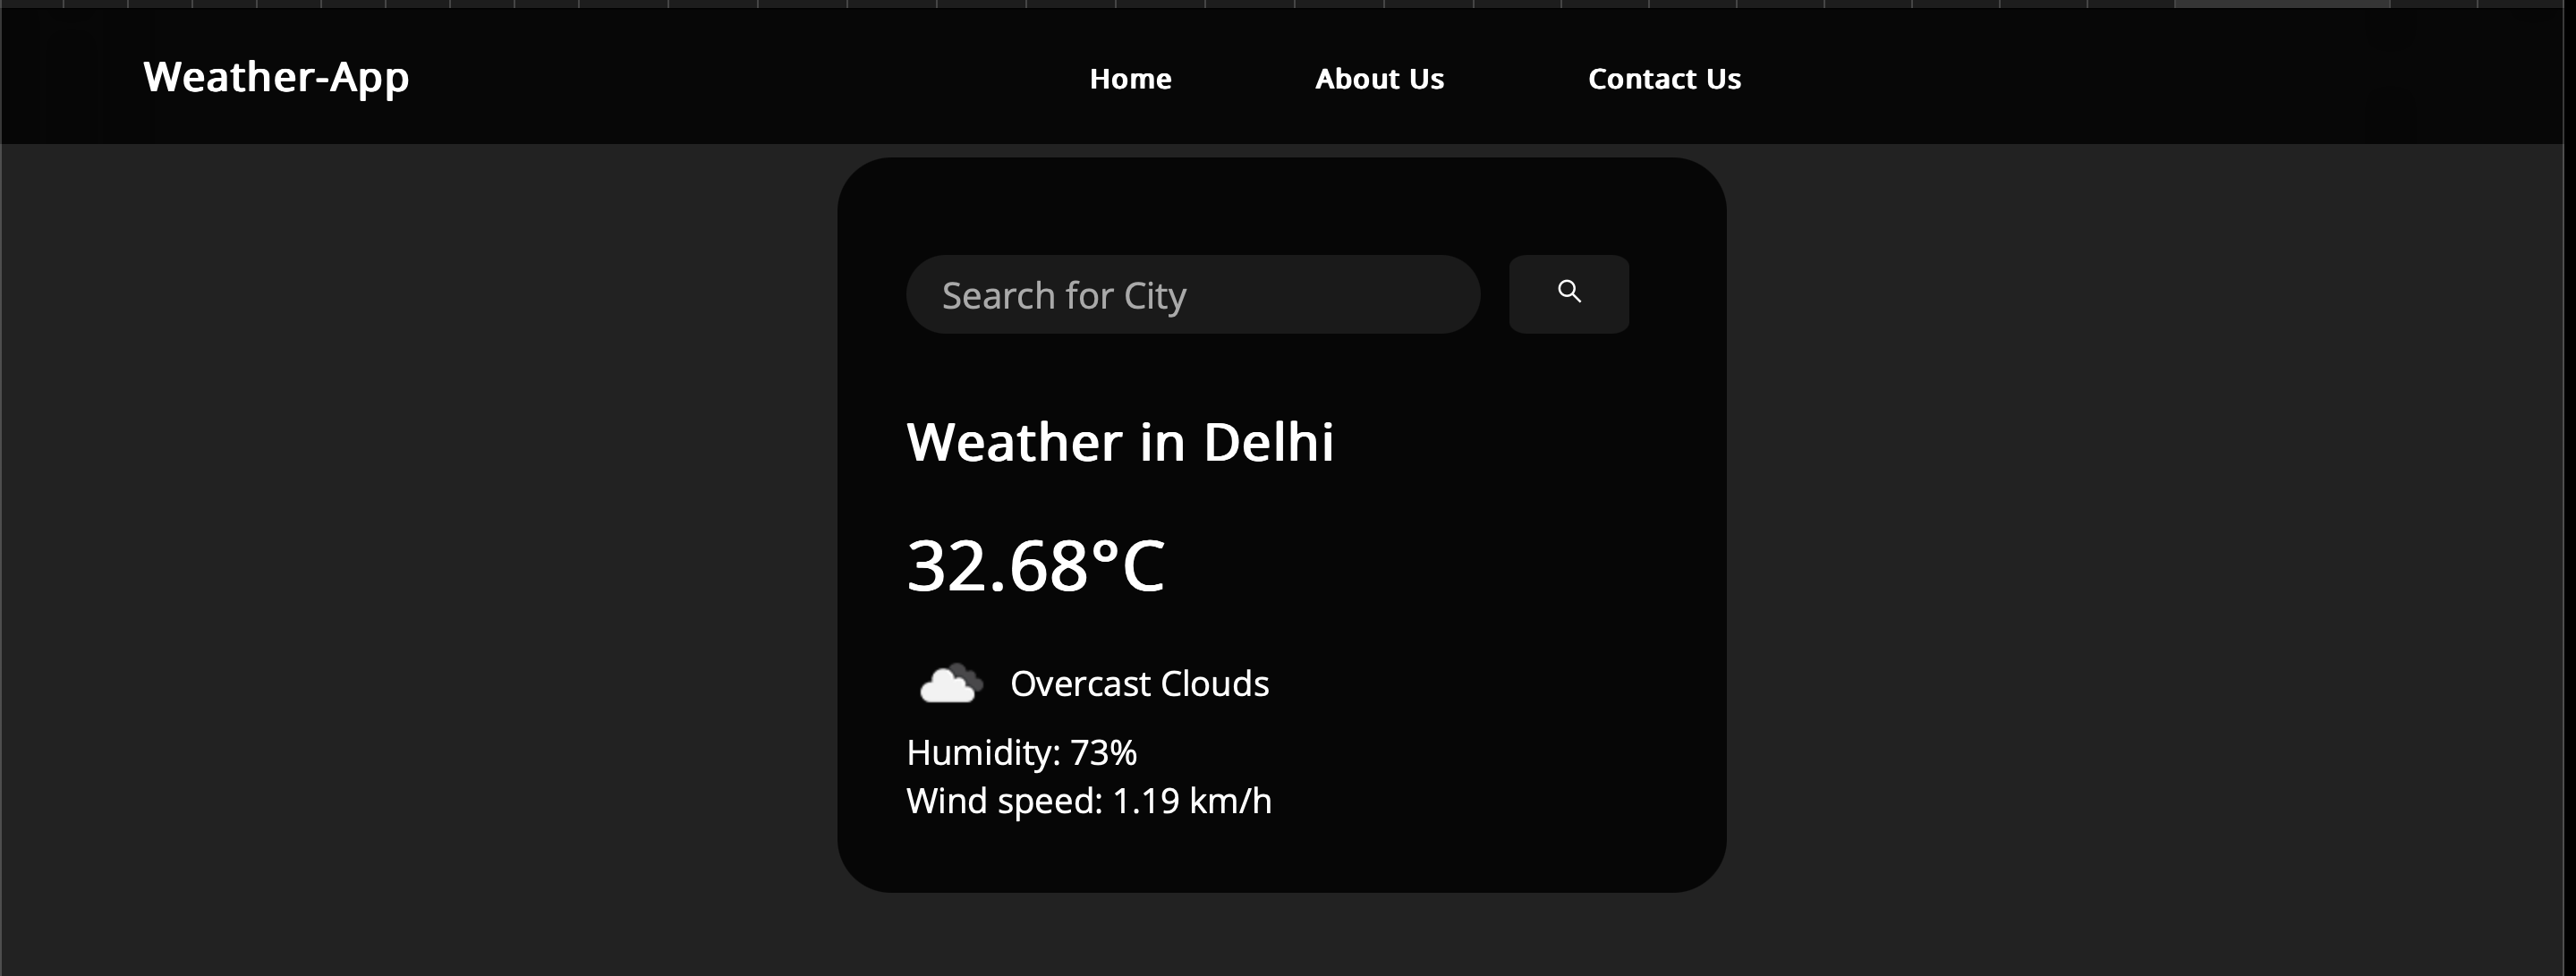 Weather-App
Home About Us Contact Us
Search for City
Weather in Delhi
32.68°C
Overcast Clouds
Humidity: 73%
Wind speed: 1.19 km/h